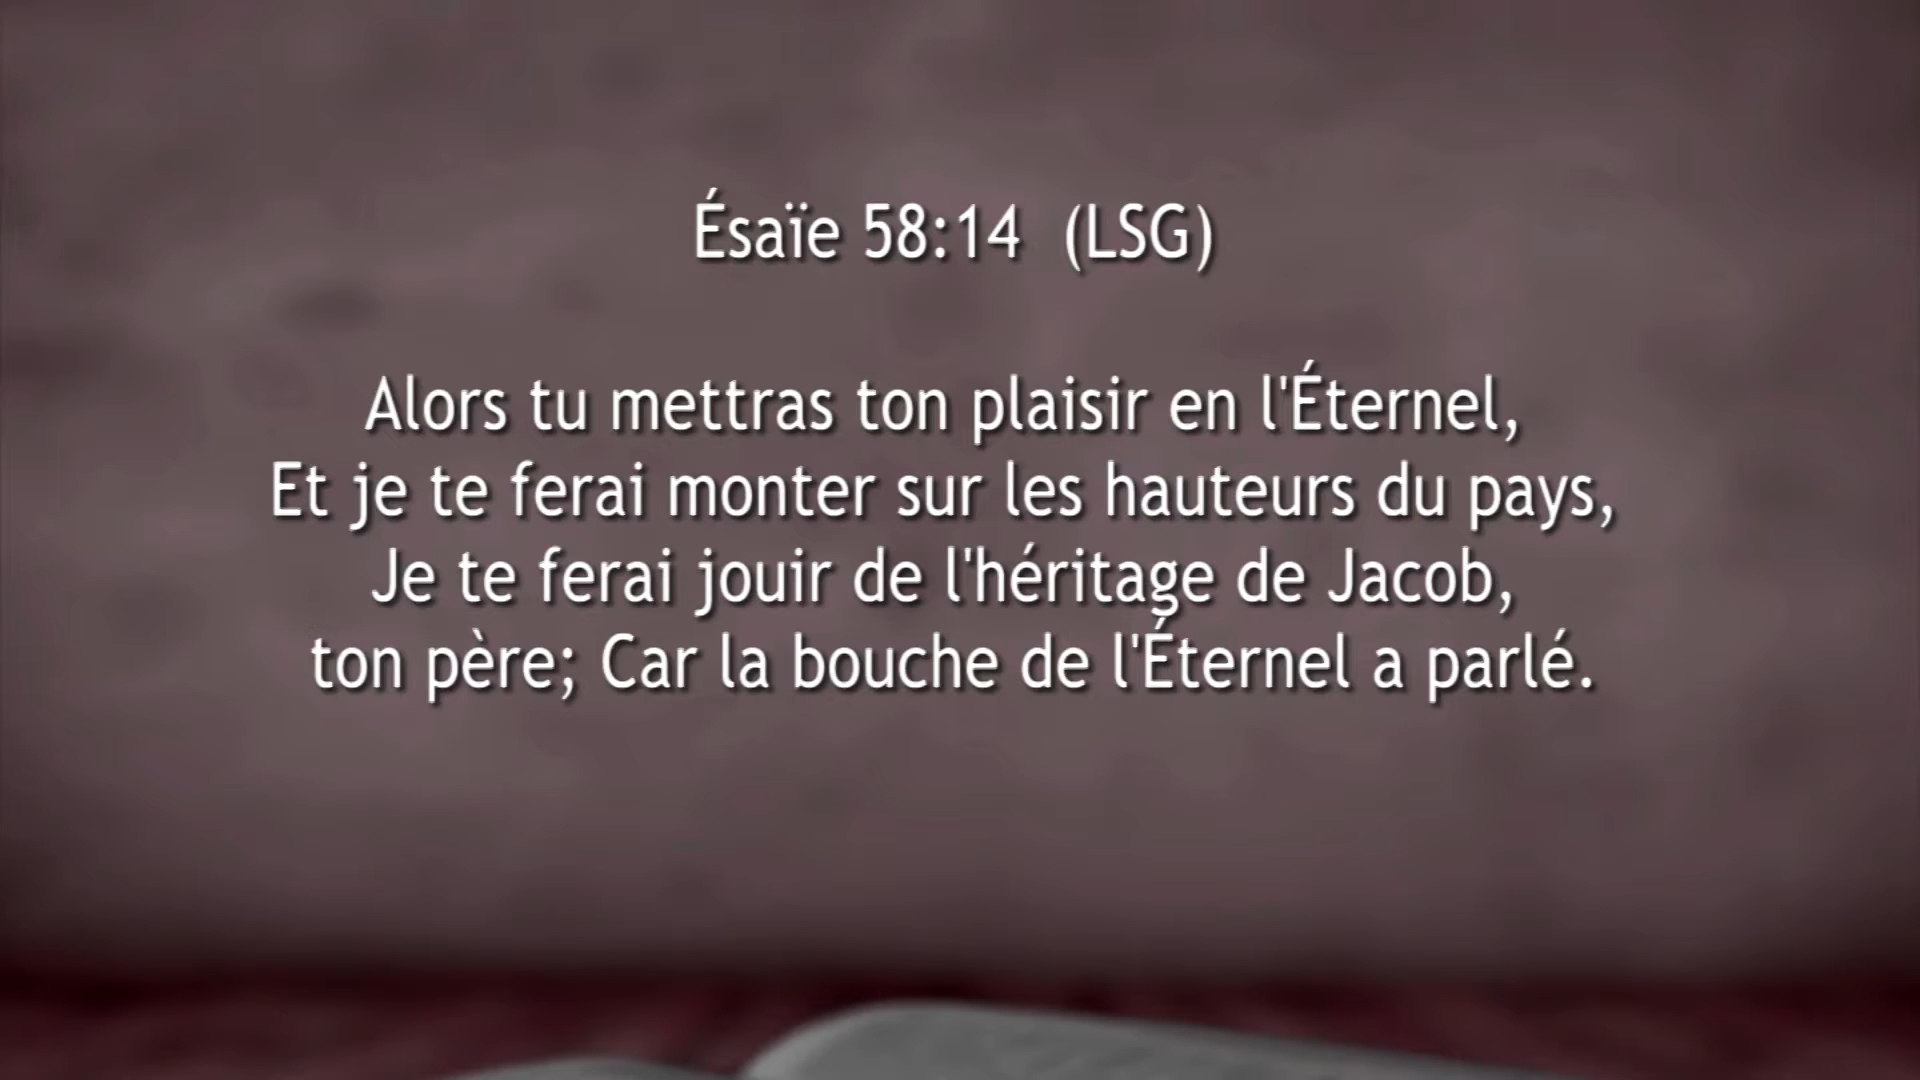 Ésaïe 58:14 (LSG)
Alors tu mettras ton plaisir en l'Éternel,
Et je te ferai monter sur les hauteurs du pays,
Je te ferai jouir de l'héritage de Jacob,
ton père; Car la bouche de l'Éternel a parlé.